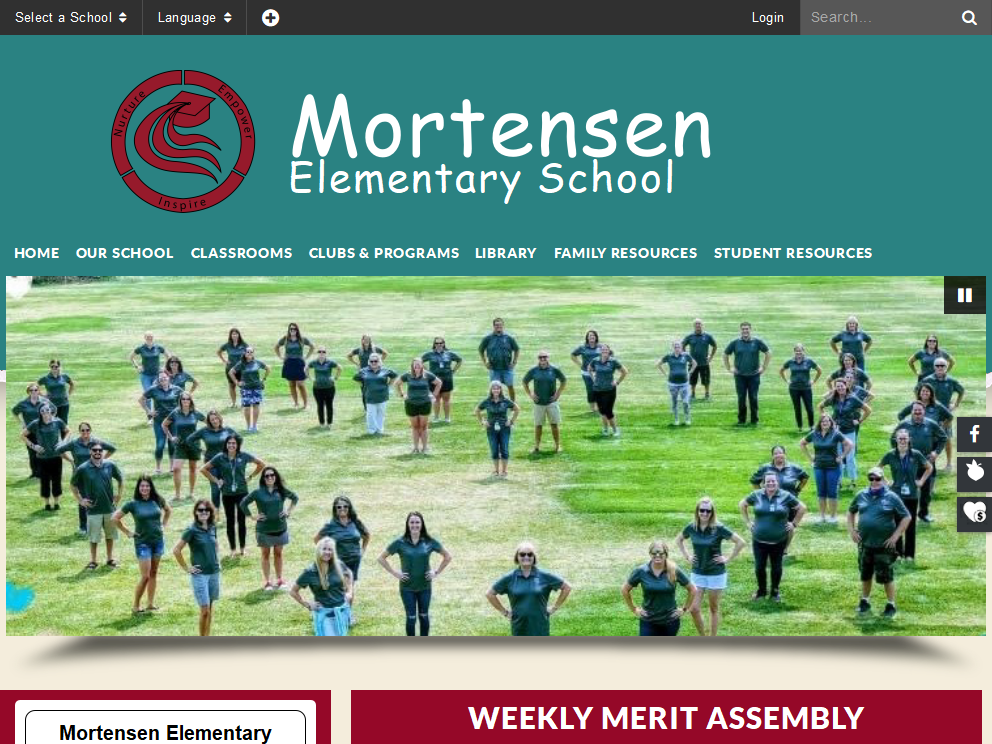 Select a School
Language
Login
Search...
Nurture
Empower
Inspire
Mortensen
Elementary School
HOME
OUR SCHOOL
CLASSROOMS
CLUBS & PROGRAMS
LIBRARY
FAMILY RESOURCES
STUDENT RESOURCES
Mortensen Elementary
WEEKLY MERIT ASSEMBLY